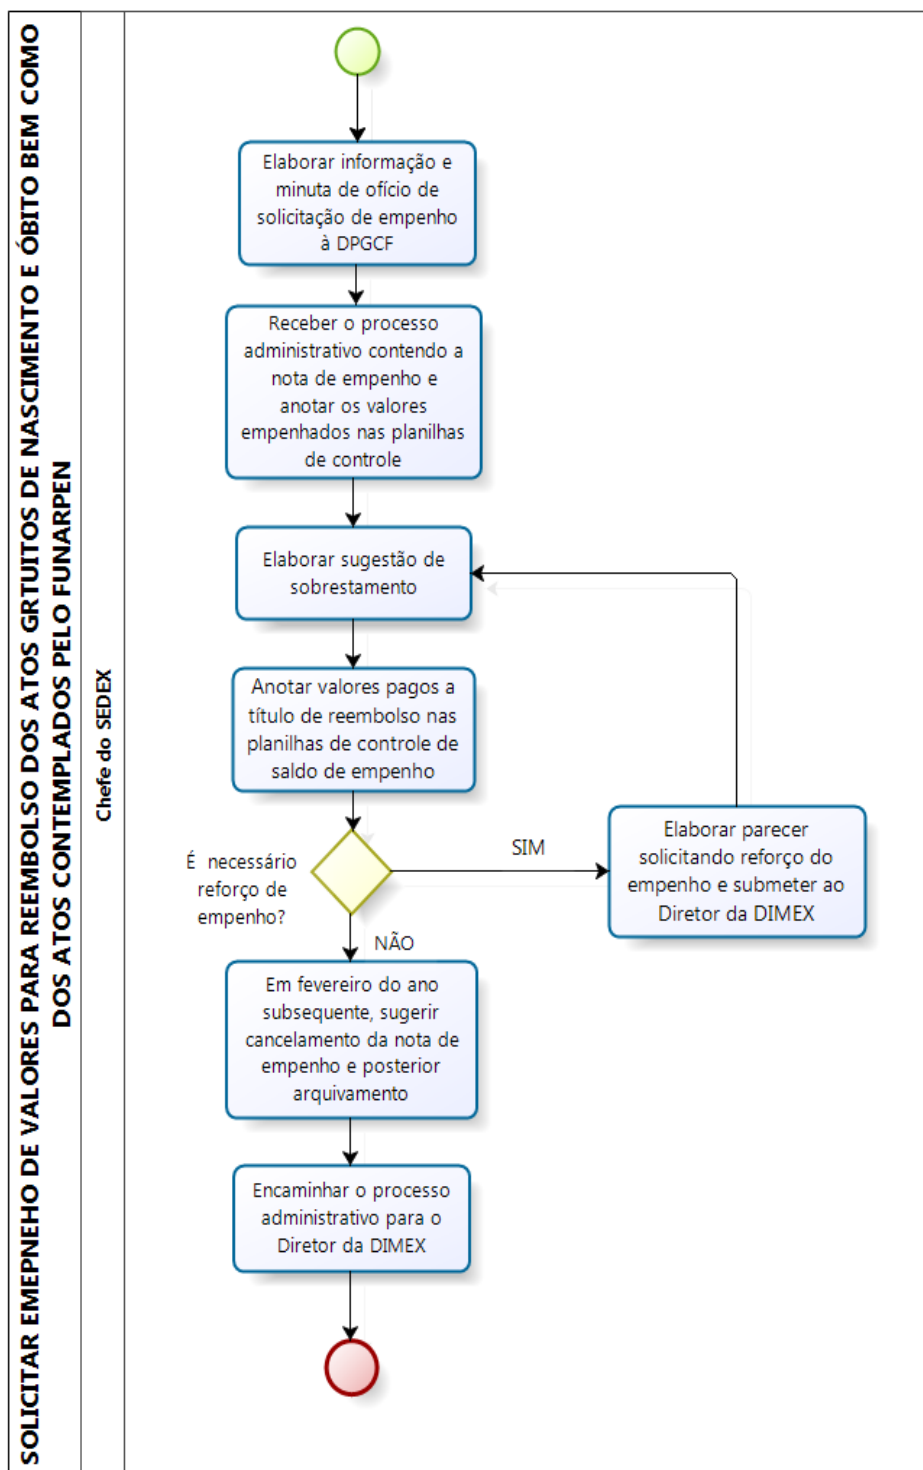 SOLICITAR EMEPNEHO DE VALORES PARA REEMBOLSO DOS ATOS GRTUITOS DE NASCIMENTO E ÓBITO BEM COMO
DOS ATOS CONTEMPLADOS PELO FUNARPEN
Chefe do SEDEX
Elaborar informação e
minuta de ofício de
solicitação de empenho
à DPGCF
Receber o processo
administrativo contendo a
nota de empenho e
anotar os valores
empenhados nas planilhas
de controle
Elaborar sugestão de
sobrestamento
Anotar valores pagos a
título de reembolso nas
planilhas de controle de
saldo de empenho
É necessário
reforço de
empenho?
SIM
Elaborar parecer
solicitando reforço do
empenho e submeter ao
Diretor da DIMEX
NÃO
Em fevereiro do ano
subsequente, sugerir
cancelamento da nota de
empenho e posterior
arquivamento
Encaminhar o processo
administrativo para o
Diretor da DIMEX